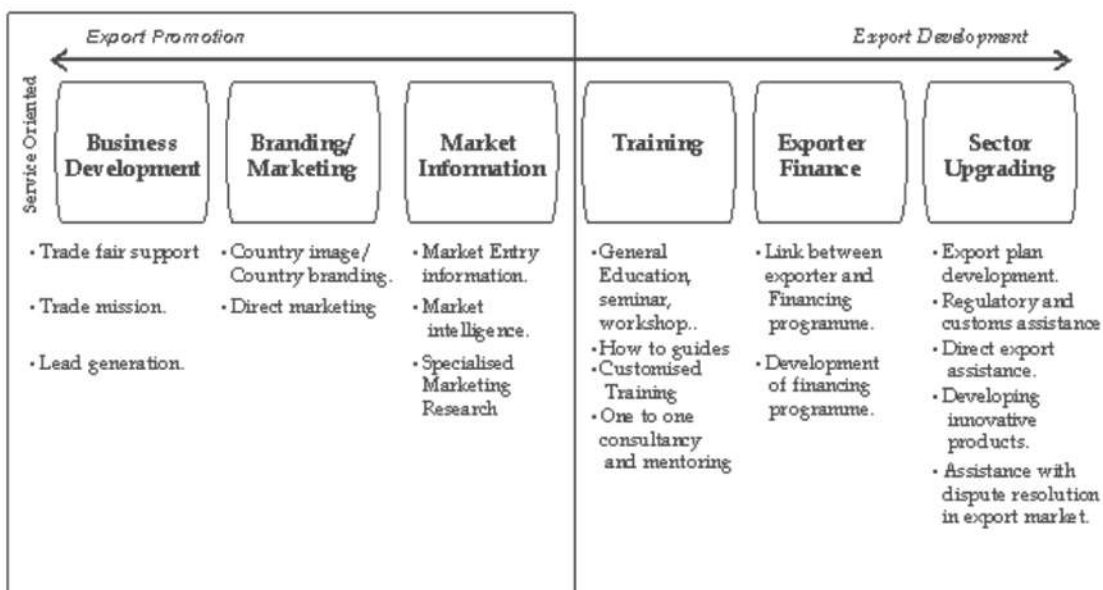 Export Promotion
Export Development
Service Oriented
Business
Development
Branding/
Marketing
Market
Information
Training
Exporter
Finance
Sector
Upgrading
• Trade fair support
• Trade mission.
• Lead generation.
• Country image/
Country branding.
• Direct marketing
• Market Entry
information.
• Market
intelligence.
• Specialised
Marketing
Research
• General
Education,
seminar,
workshop..
• How to guides
• Customised
Training
• One to one
consultancy
and mentoring
• Link between
exporter and
Financing
programme.
• Development
of financing
programme.
• Export plan
development.
• Regulatory and
customs assistance
• Direct export
assistance.
• Developing
innovative
products.
• Assistance with
dispute resolution
in export market.